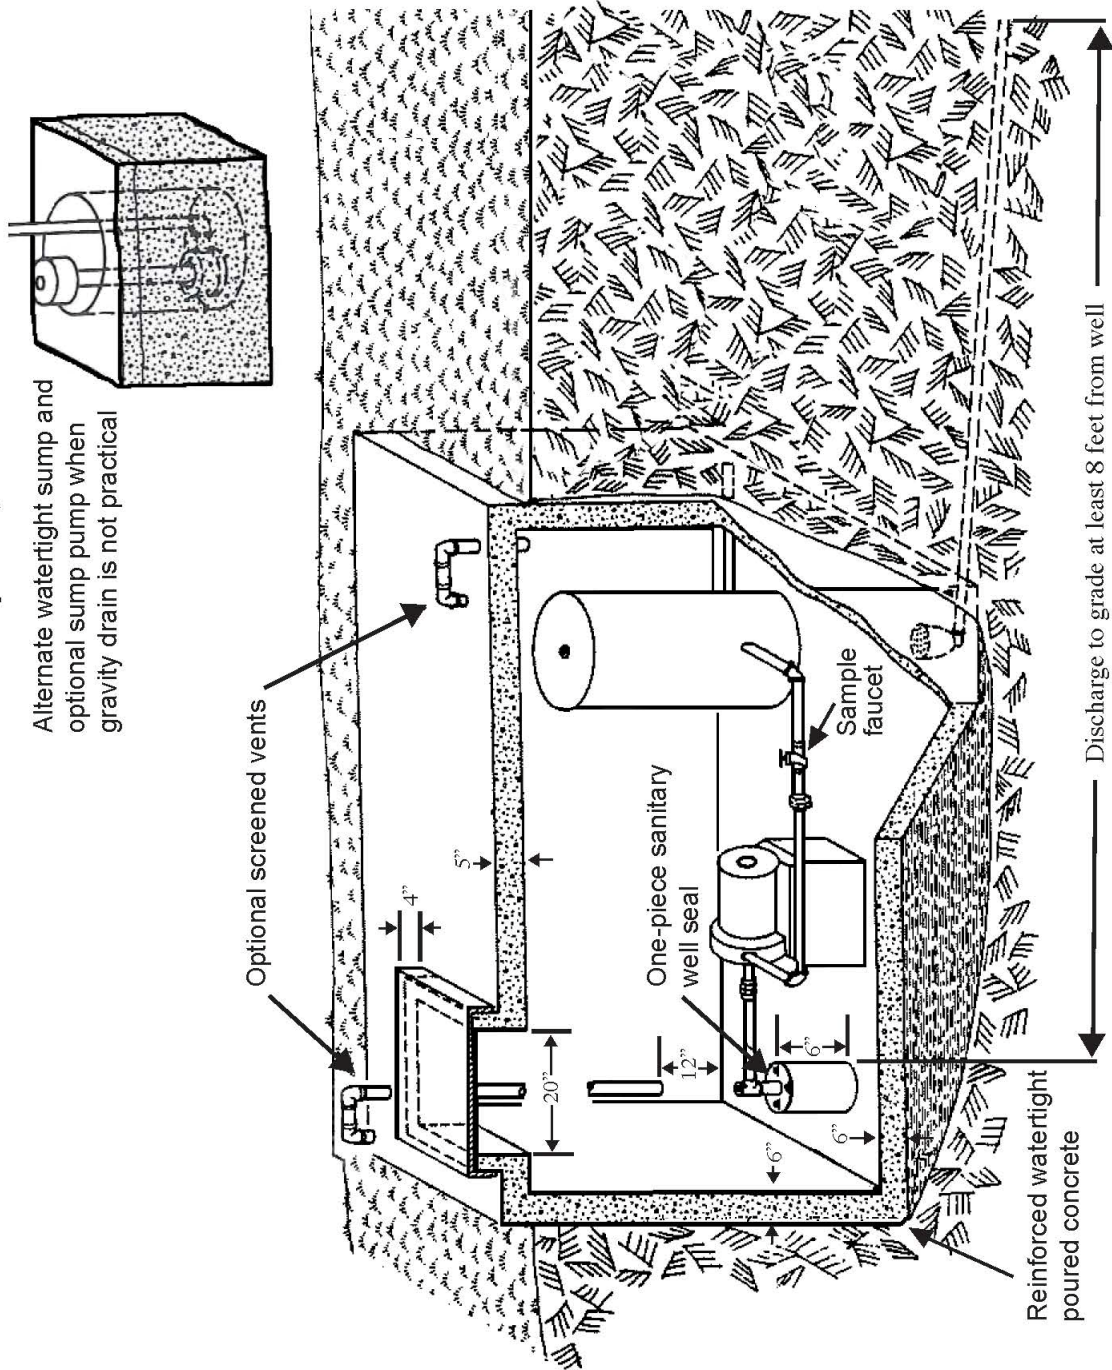 Alternate watertight sump and
optional sump pump when
gravity drain is not practical
Optional screened vents
4”
5”
20”
12”
One-piece sanitary
well seal
Sample
faucet
6”
6”
6”
Reinforced watertight
poured concrete
Discharge to grade at least 8 feet from well